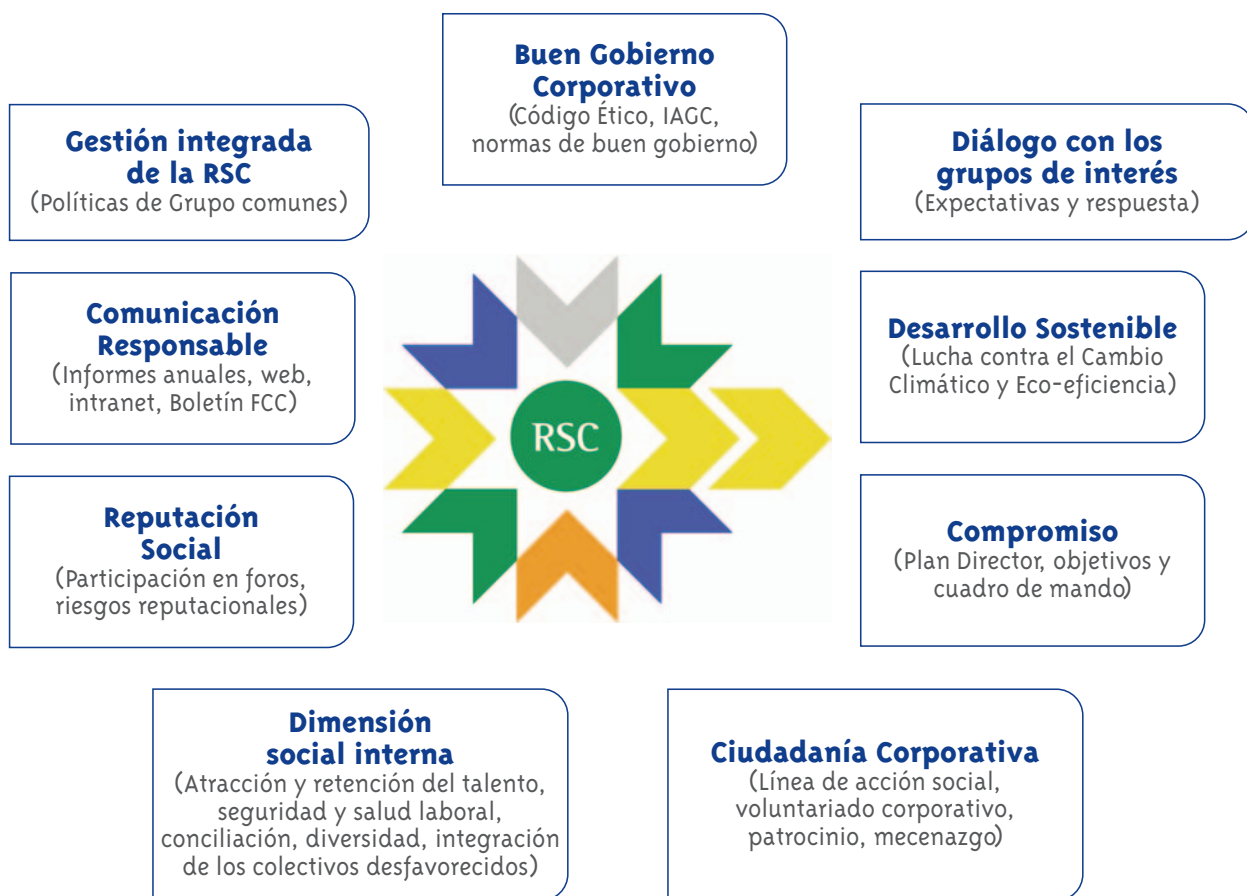 Buen Gobierno
Corporativo
(Código Ético, IAGC,
normas de buen gobierno)
Gestión integrada
de la RSC
(Políticas de Grupo comunes)
Diálogo con los
grupos de interés
(Expectativas y respuesta)
Comunicación
Responsable
(Informes anuales, web,
intranet, Boletín FCC)
RSC
Desarrollo Sostenible
(Lucha contra el Cambio
Climático y Eco-eficiencia)
Reputación
Social
(Participación en foros,
riesgos reputacionales)
Compromiso
(Plan Director, objetivos y
cuadro de mando)
Dimensión
social interna
(Atracción y retención del talento,
seguridad y salud laboral,
conciliación, diversidad, integración
de los colectivos desfavorecidos)
Ciudadanía Corporativa
(Línea de acción social,
voluntariado corporativo,
patrocinio, mecenazgo)